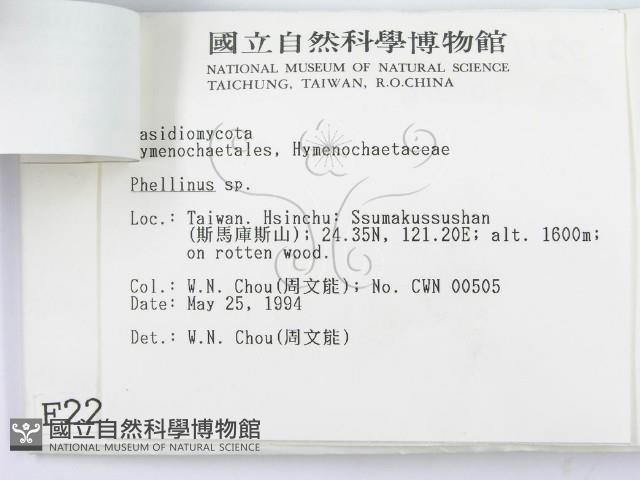 國立自然科學博物館
NATIONAL MUSEUM OF NATURAL SCIENCE
TAICHUNG, TAIWAN, R.O.CHINA
asidiomycota
ymenochaetales, Hymenochaetaceae
Phellinus sp.
Loc.: Taiwan. Hsinchu; Ssumakussushan
(斯馬庫斯山); 24.35N, 121.20E; alt. 1600m;
on rotten wood.
Col.: W.N. Chou(周文能); No. CWN 00505
Date: May 25, 1994
Det.: W.N. Chou(周文能)
F22
國立自然科學博物館
NATIONAL MUSEUM OF NATURAL SCIENCE